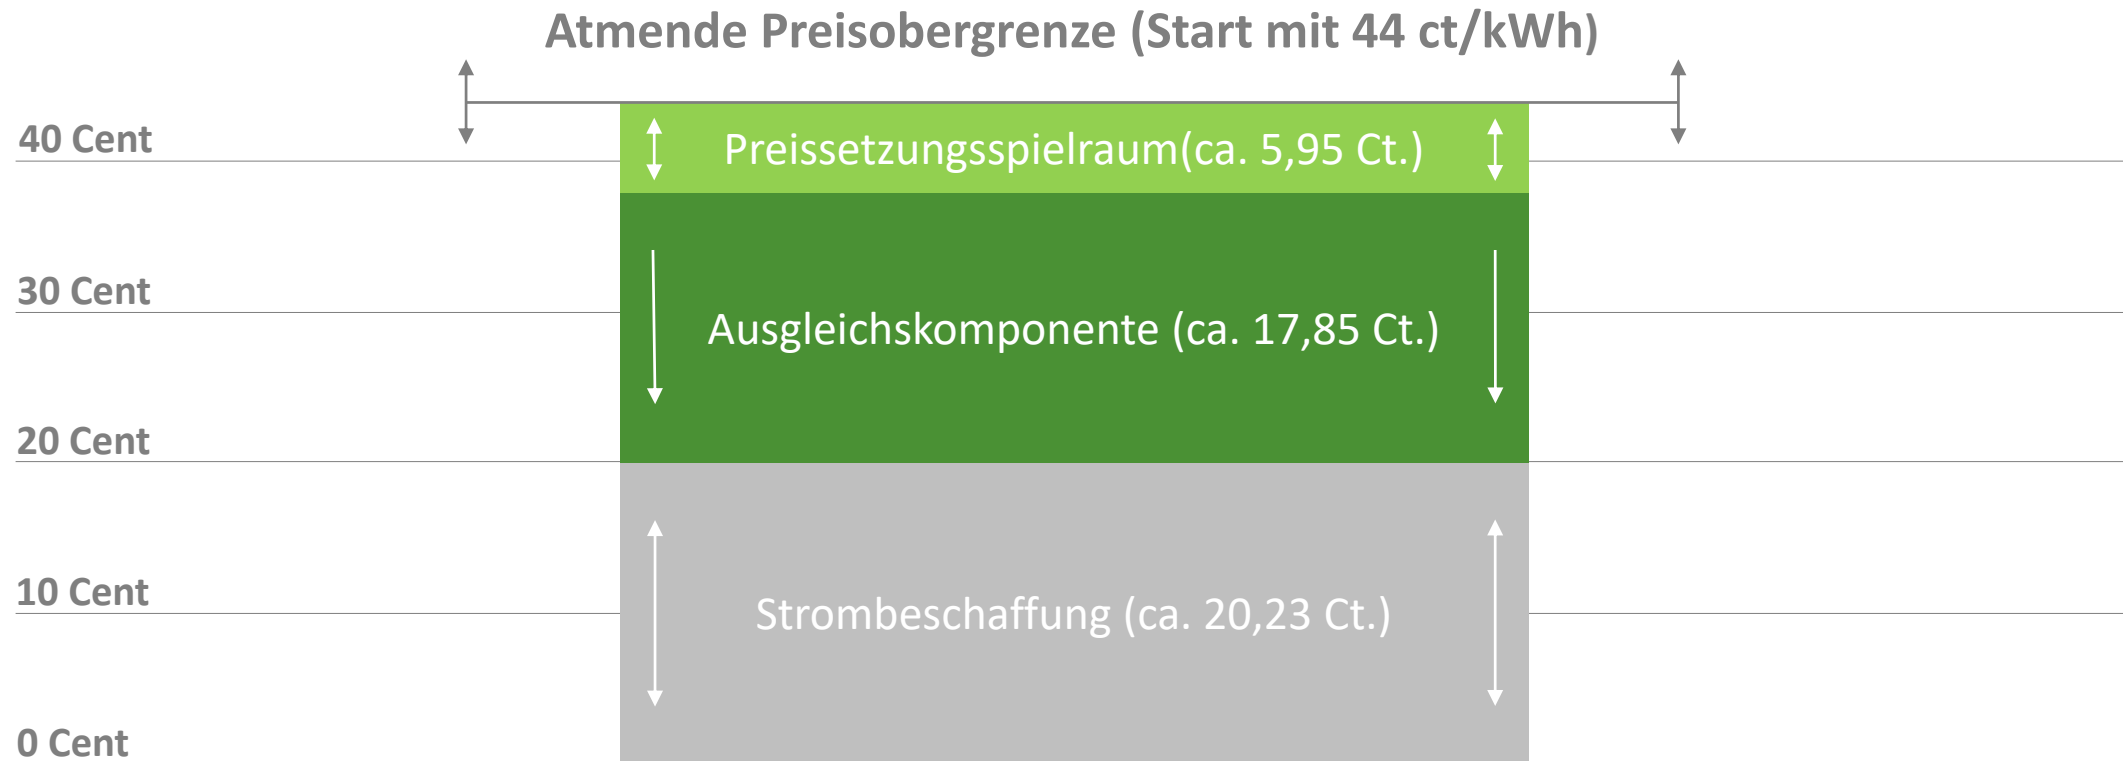 Atmende Preisobergrenze (Start mit 44 ct/kWh)
40 Cent
Preissetzungsspielraum(ca. 5,95 Ct.)
30 Cent
Ausgleichskomponente (ca. 17,85 Ct.)
20 Cent
10 Cent
Strombeschaffung (ca. 20,23 Ct.)
0 Cent